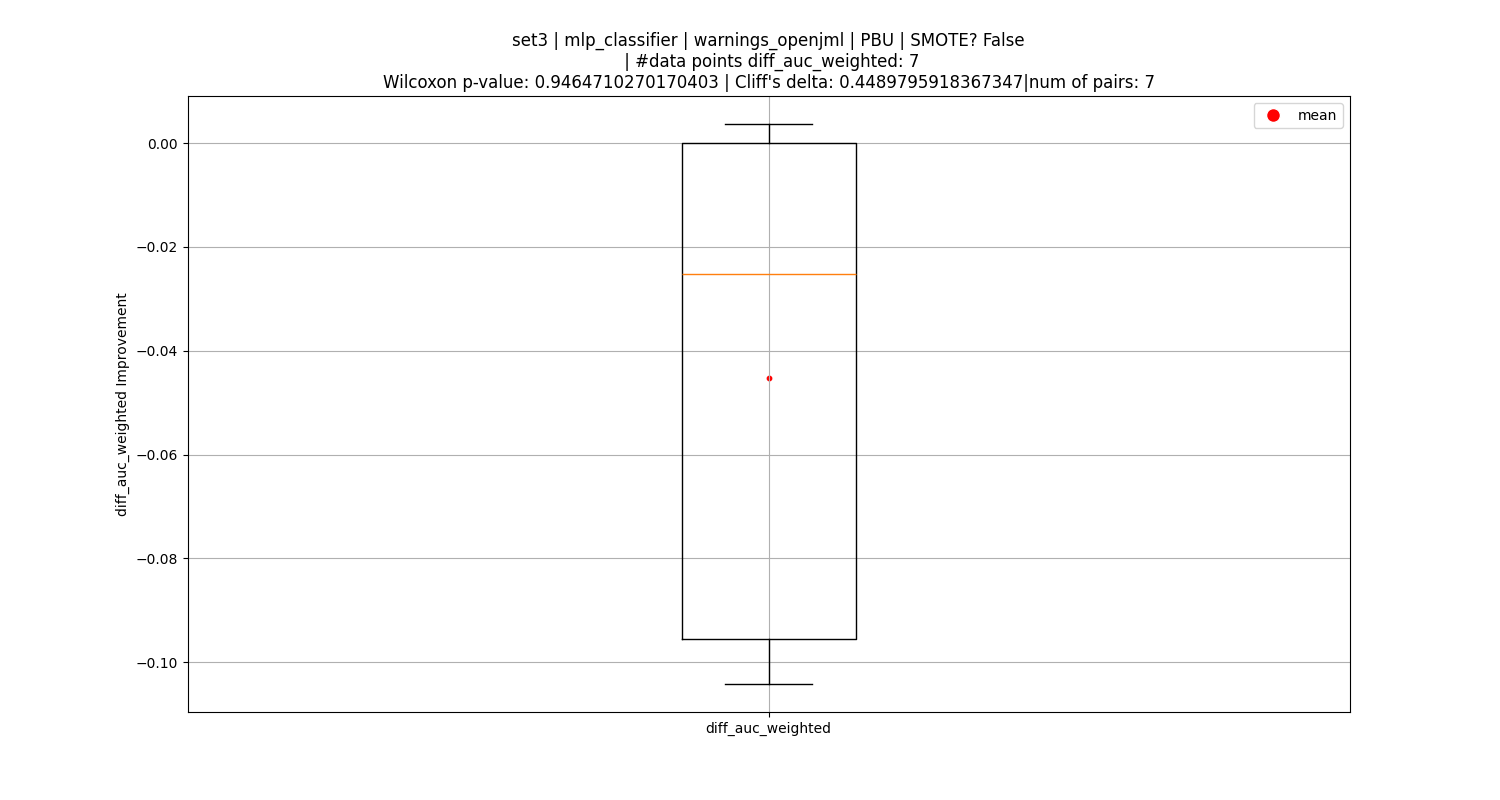 set3 | mlp_classifier | warnings_openjml | PBU | SMOTE? False
| #data points diff_auc_weighted: 7
Wilcoxon p-value: 0.9464710270170403 | Cliff's delta: 0.4489795918367347|num of pairs: 7
mean
0.00
−0.02
−0.04
−0.06
−0.08
−0.10
diff_auc_weighted Improvement
diff_auc_weighted